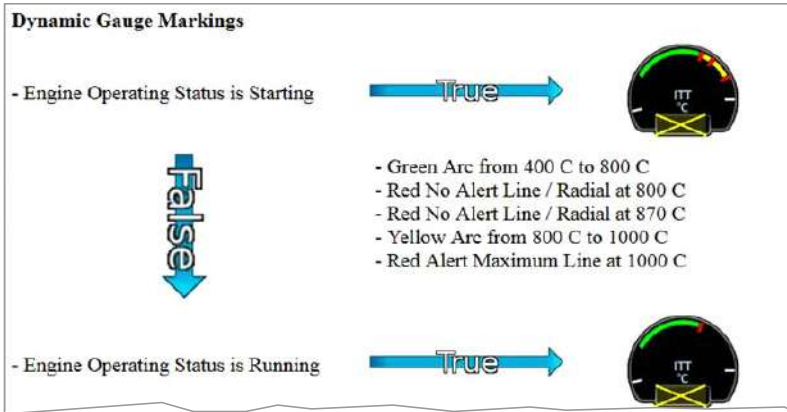 Dynamic Gauge Markings
- Engine Operating Status is Starting
True
ITT
°C
False
- Green Arc from 400 C to 800 C
- Red No Alert Line / Radial at 800 C
- Red No Alert Line / Radial at 870 C
- Yellow Arc from 800 C to 1000 C
- Red Alert Maximum Line at 1000 C
- Engine Operating Status is Running
True
ITT
°C